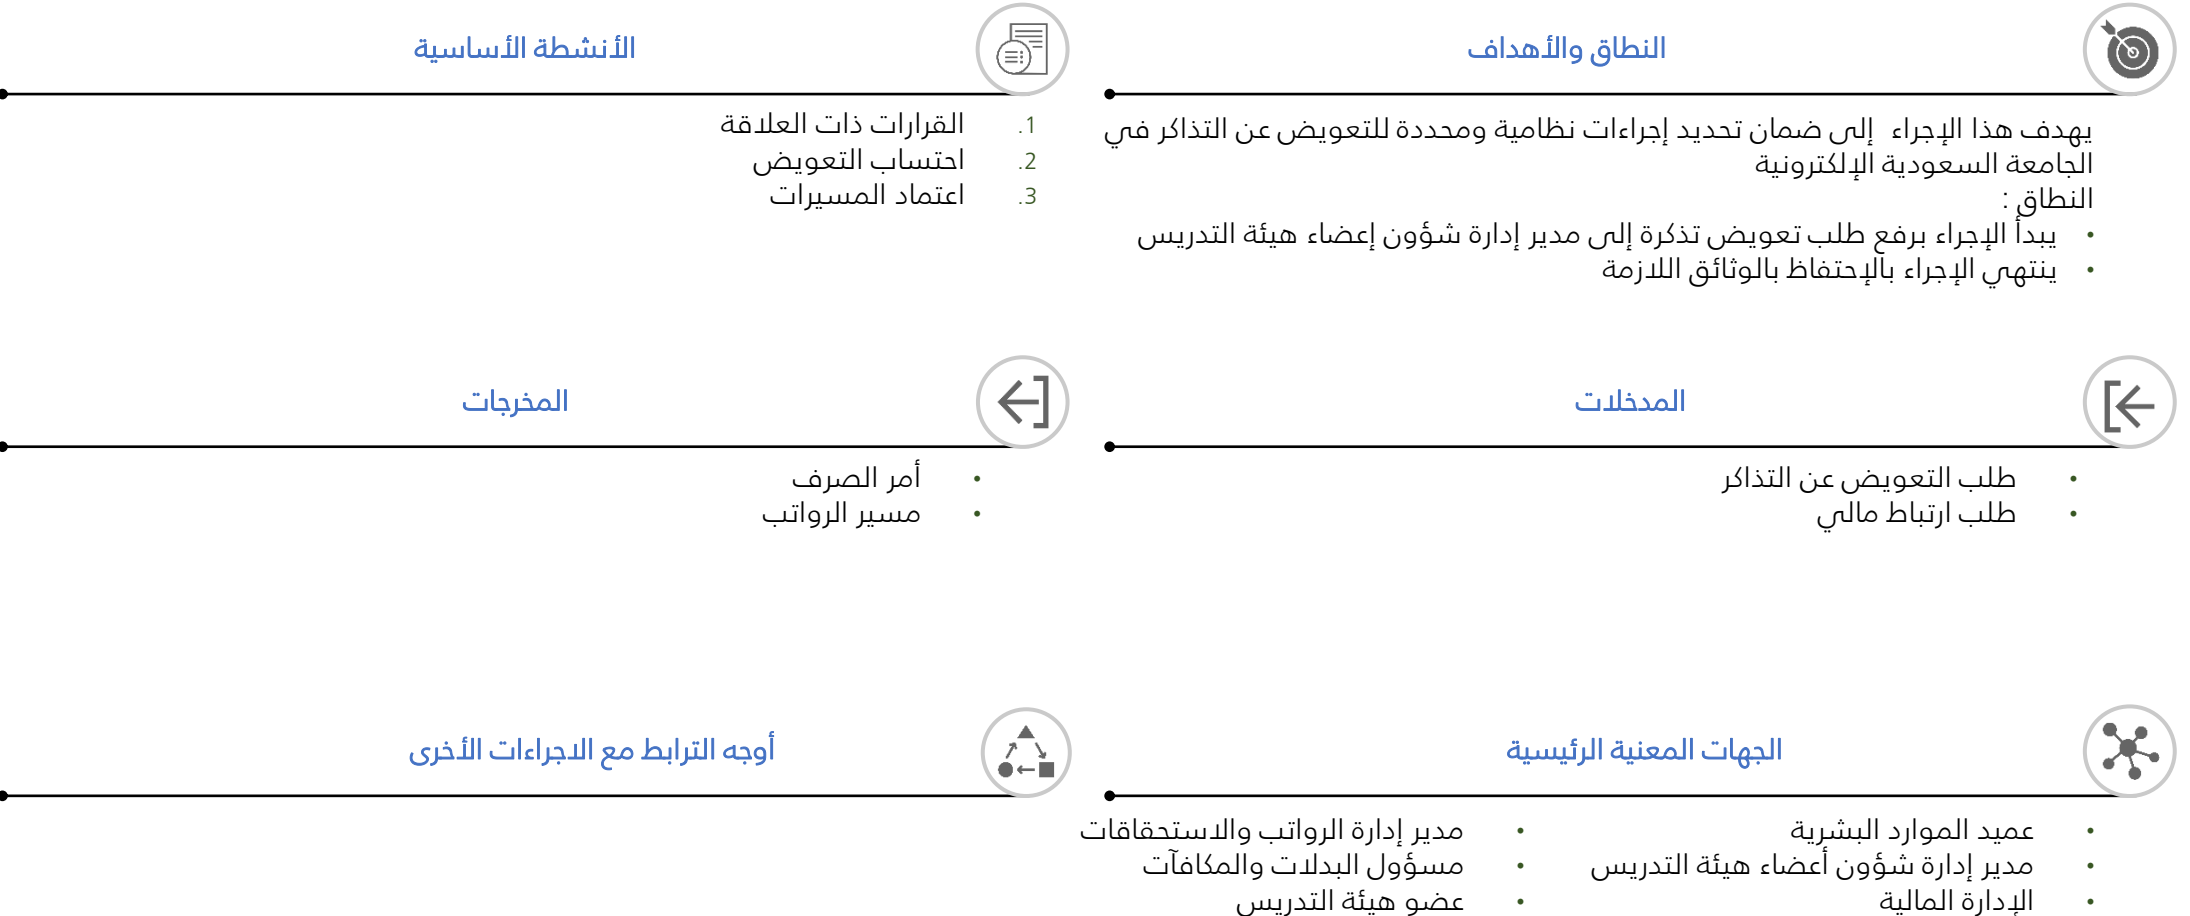 النطاق والأهداف
يهدف هذا الإجراء إلى ضمان تحديد إجراءات نظامية ومحددة للتعويض عن التذاكر في
الجامعة السعودية الإلكترونية
النطاق :
• يبدأ الإجراء برفع طلب تعويض تذكرة إلى مدير إدارة شؤون إعضاء هيئة التدريس
• ينتهي الإجراء بالإحتفاظ بالوثائق اللازمة
الأنشطة الأساسية
1. القرارات ذات العلاقة
2. احتساب التعويض
3. اعتماد المسيرات
المدخلات
• طلب التعويض عن التذاكر
• طلب ارتباط مالي
المخرجات
• أمر الصرف
• مسير الرواتب
الجهات المعنية الرئيسية
• عميد الموارد البشرية
• مدير إدارة شؤون أعضاء هيئة التدريس
• الإدارة المالية
• مدير إدارة الرواتب والاستحقاقات
• مسؤول البدلات والمكافآت
• عضو هيئة التدريس
أوجه الترابط مع الاجراءات الأخرى